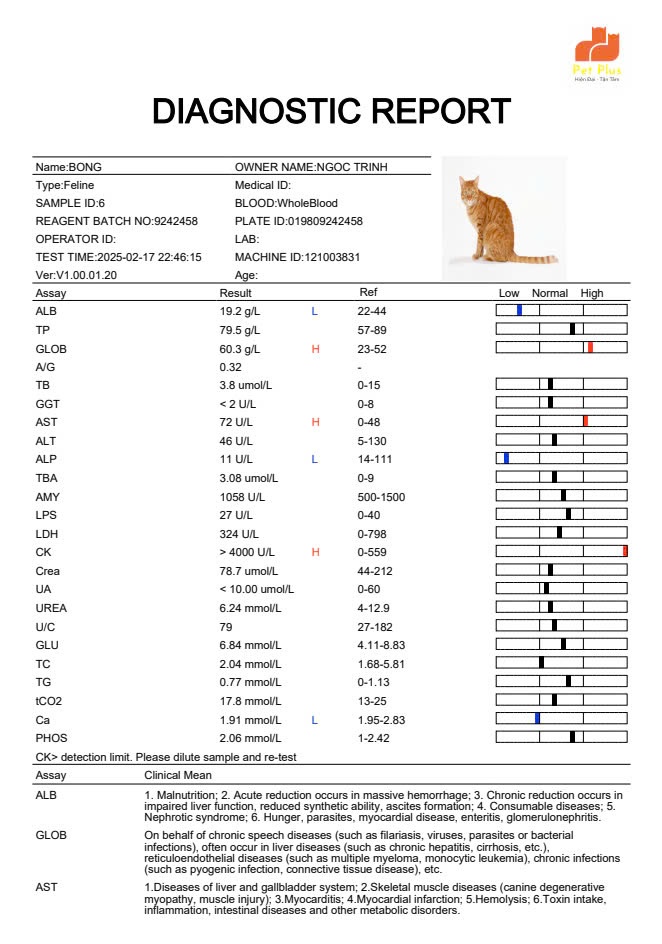 Pet Plus
Hiện Đại - Tận Tâm
DIAGNOSTIC REPORT
Name:BONG OWNER NAME:NGOC TRINH
Type:Feline Medical ID:
SAMPLE ID:6 BLOOD:WholeBlood
REAGENT BATCH NO:9242458 PLATE ID:019809242458
OPERATOR ID: LAB:
TEST TIME:2025-02-17 22:46:15 MACHINE ID:121003831
Ver:V1.00.01.20 Age:
Assay Result Ref Low Normal High
ALB 19.2 g/L L 22-44
TP 79.5 g/L 57-89
GLOB 60.3 g/L H 23-52
A/G 0.32 -
TB 3.8 umol/L 0-15
GGT < 2 U/L 0-8
AST 72 U/L H 0-48
ALT 46 U/L 5-130
ALP 11 U/L L 14-111
TBA 3.08 umol/L 0-9
AMY 1058 U/L 500-1500
LPS 27 U/L 0-40
LDH 324 U/L 0-798
CK > 4000 U/L H 0-559
Crea 78.7 umol/L 44-212
UA < 10.00 umol/L 0-60
UREA 6.24 mmol/L 4-12.9
U/C 79 27-182
GLU 6.84 mmol/L 4.11-8.83
TC 2.04 mmol/L 1.68-5.81
TG 0.77 mmol/L 0-1.13
tCO2 17.8 mmol/L 13-25
Ca 1.91 mmol/L L 1.95-2.83
PHOS 2.06 mmol/L 1-2.42
CK> detection limit. Please dilute sample and re-test
Assay Clinical Mean
ALB 1. Malnutrition; 2. Acute reduction occurs in massive hemorrhage; 3. Chronic reduction occurs in
impaired liver function, reduced synthetic ability, ascites formation; 4. Consumable diseases; 5.
Nephrotic syndrome; 6. Hunger, parasites, myocardial disease, enteritis, glomerulonephritis.
GLOB On behalf of chronic speech diseases (such as filariasis, viruses, parasites or bacterial
infections), often occur in liver diseases (such as chronic hepatitis, cirrhosis, etc.),
reticuloendothelial diseases (such as multiple myeloma, monocytic leukemia), chronic infections
(such as pyogenic infection, connective tissue disease), etc.
AST 1.Diseases of liver and gallbladder system; 2.Skeletal muscle diseases (canine degenerative
myopathy, muscle injury); 3.Myocarditis; 4.Myocardial infarction; 5.Hemolysis; 6.Toxin intake,
inflammation, intestinal diseases and other metabolic disorders.